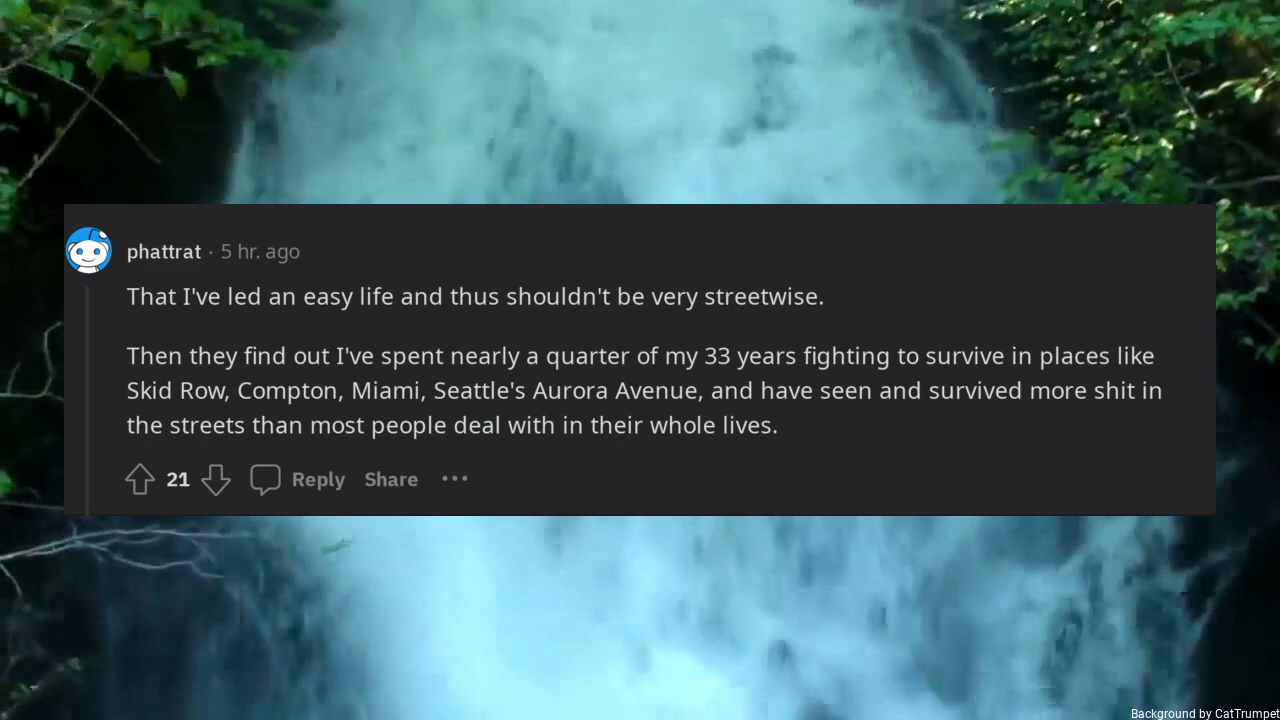 phattrat · 5 hr. ago
That I've led an easy life and thus shouldn't be very streetwise.
Then they find out I've spent nearly a quarter of my 33 years fighting to survive in places like
Skid Row, Compton, Miami, Seattle's Aurora Avenue, and have seen and survived more shit in
the streets than most people deal with in their whole lives.
21 Reply Share ···
Background by CatTrumpet